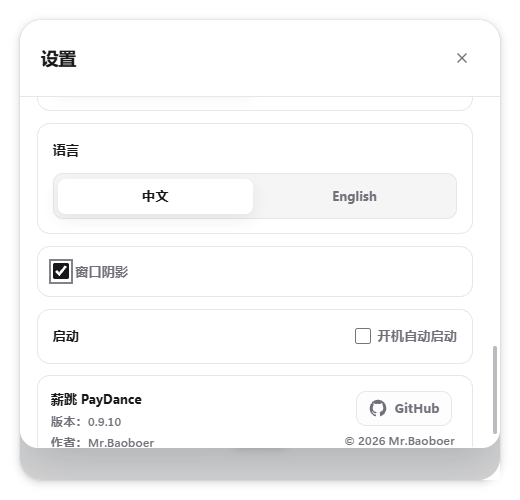 设置
语言
中文 English
窗口阴影
启动 开机自动启动
薪跳 PayDance
版本：0.9.10
GitHub
作者：Mr.Baoboer
© 2026 Mr.Baoboer